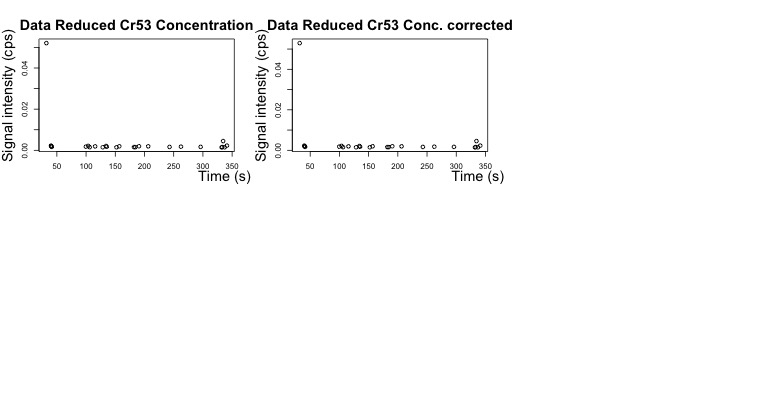 Data Reduced Cr53 Concentration
Signal intensity (cps)
0.00 0.02 0.04
50 100 150 200 250 300 350
Time (s)
Data Reduced Cr53 Conc. corrected
Signal intensity (cps)
0.00 0.02 0.04
50 100 150 200 250 300 350
Time (s)